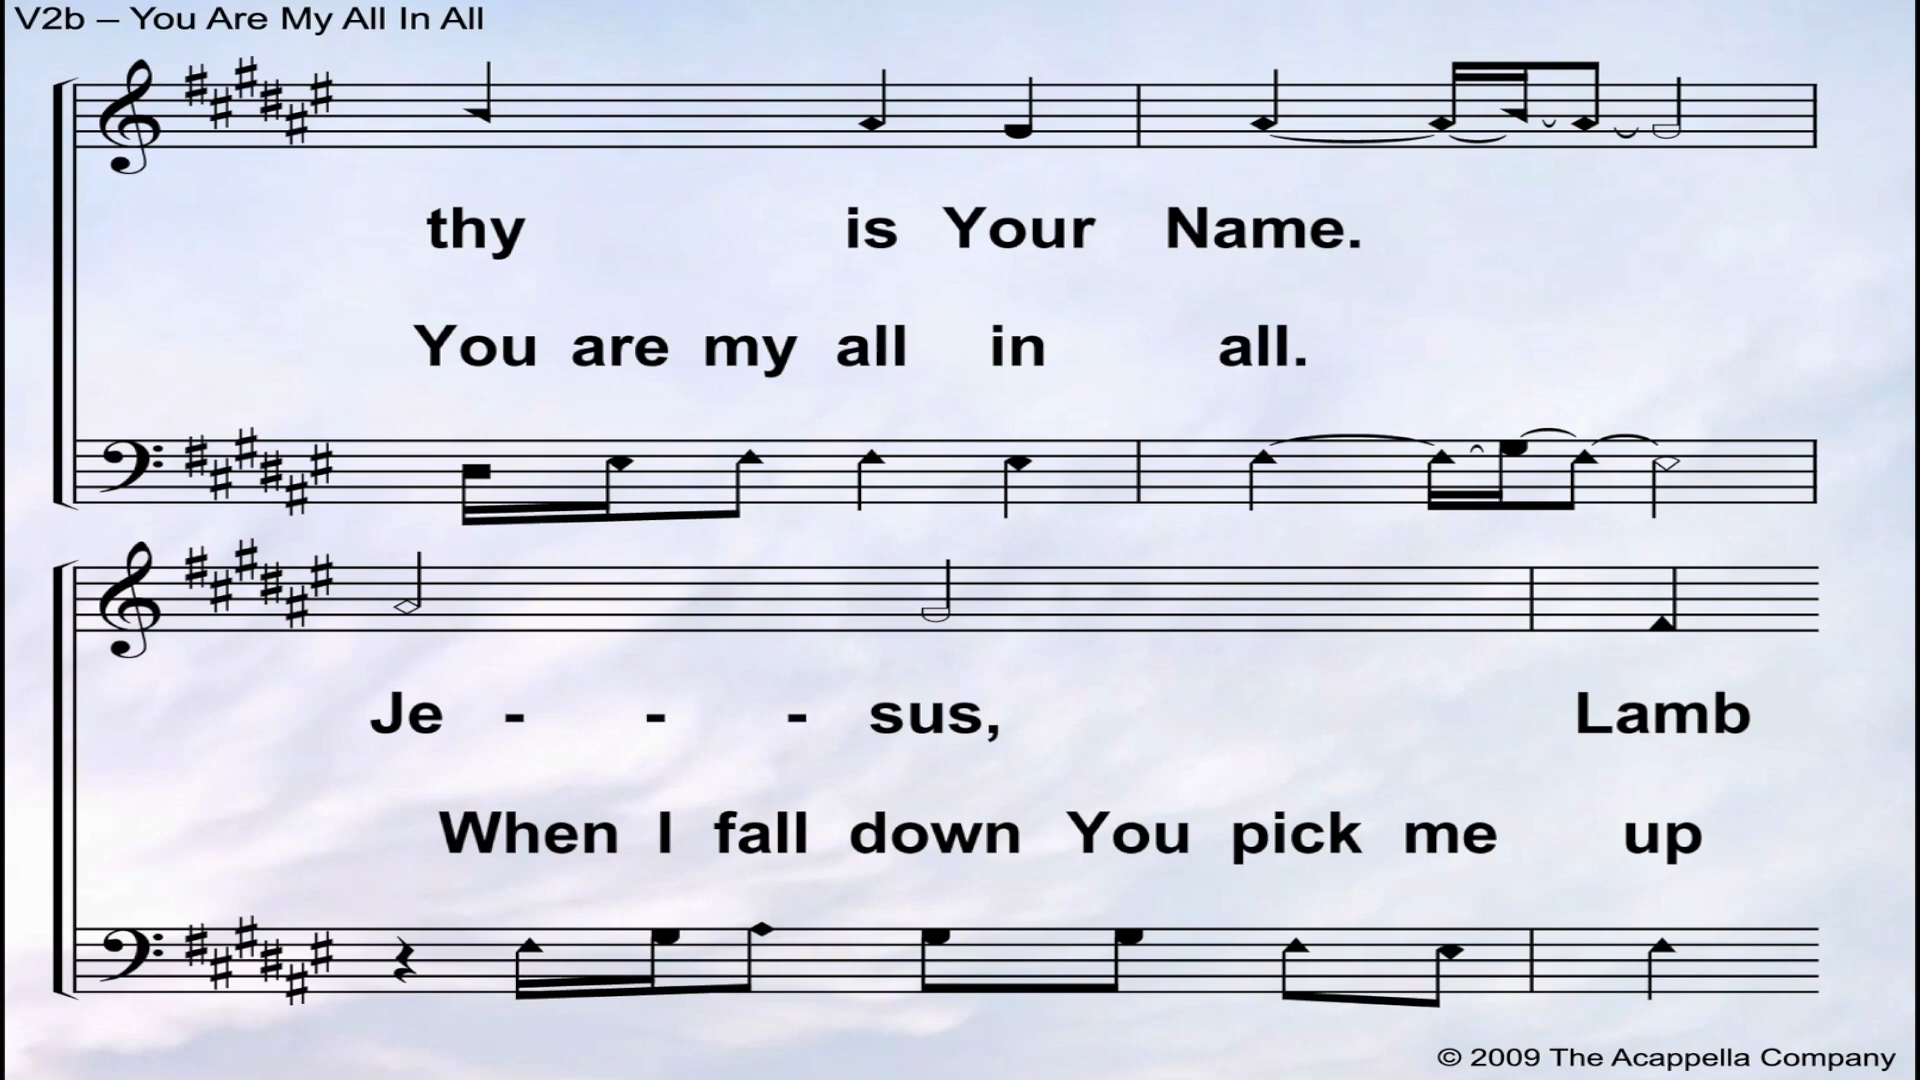 V2b – You Are My All In All
thy is Your Name.
You are my all in all.
Je - - - sus, Lamb
When I fall down You pick me up
© 2009 The Acappella Company